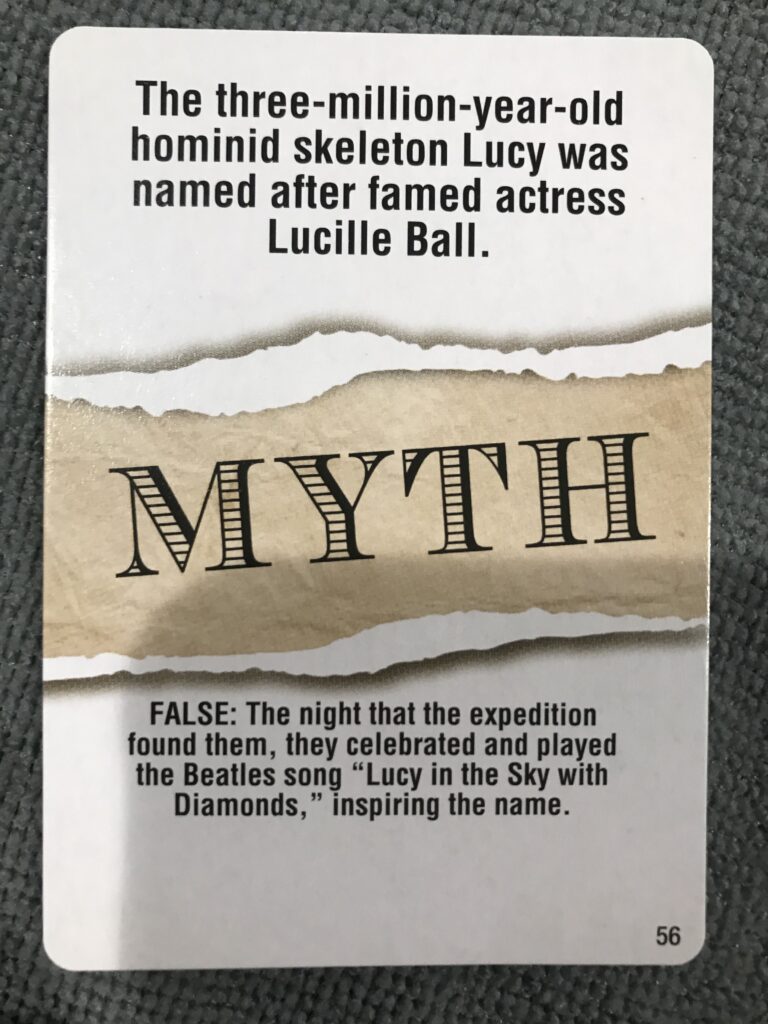 The three-million-year-old
hominid skeleton Lucy was
named after famed actress
Lucille Ball.
MYTH
FALSE: The night that the expedition
found them, they celebrated and played
the Beatles song “Lucy in the Sky with
Diamonds,” inspiring the name.
56